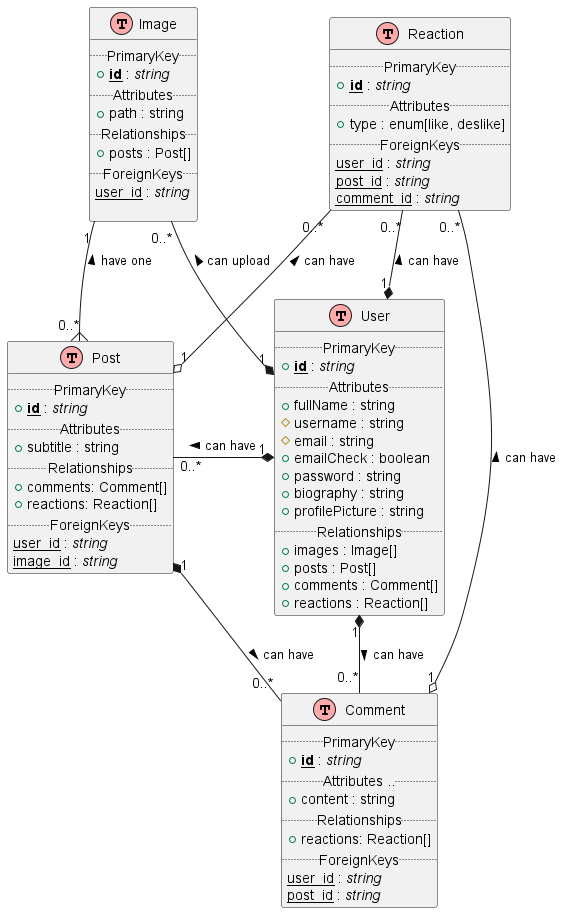 T Image
PrimaryKey
id : string
Attributes
path : string
Relationships
posts : Post[]
ForeignKeys
user_id : string
T Reaction
PrimaryKey
id : string
Attributes
type : enum[like, deslike]
ForeignKeys
user_id : string
post_id : string
comment_id : string
1
0..*
0..*
0..*
0..*
have one
can upload
can have
can have
0..*
1
1
1
T Post
PrimaryKey
id : string
Attributes
subtitle : string
Relationships
comments: Comment[]
reactions: Reaction[]
ForeignKeys
user_id : string
image_id : string
can have
1
0..*
T User
PrimaryKey
id : string
Attributes
fullName : string
username : string
email : string
emailCheck : boolean
password : string
biography : string
profilePicture : string
Relationships
images : Image[]
posts : Post[]
comments : Comment[]
reactions : Reaction[]
can have
1
1
can have
can have
0..*
0..*
1
T Comment
PrimaryKey
id : string
Attributes ..
content : string
Relationships
reactions: Reaction[]
ForeignKeys
user_id : string
post_id : string